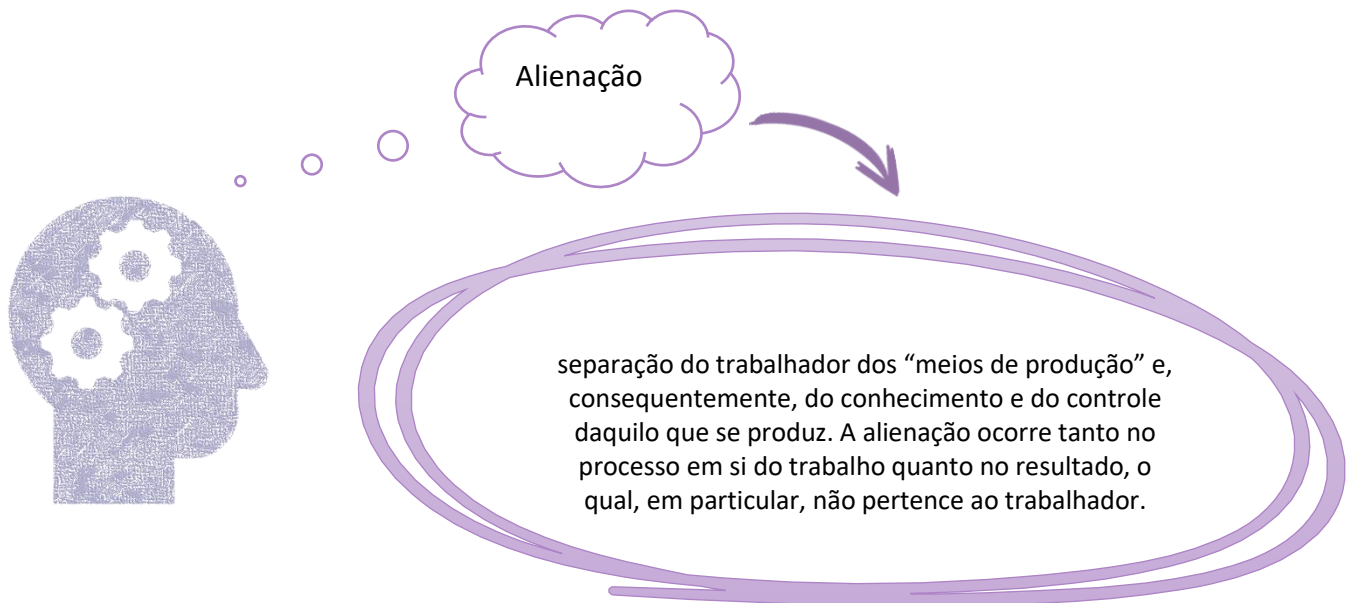 Alienação
separação do trabalhador dos “meios de produção” e,
consequentemente, do conhecimento e do controle
daquilo que se produz. A alienação ocorre tanto no
processo em si do trabalho quanto no resultado, o
qual, em particular, não pertence ao trabalhador.